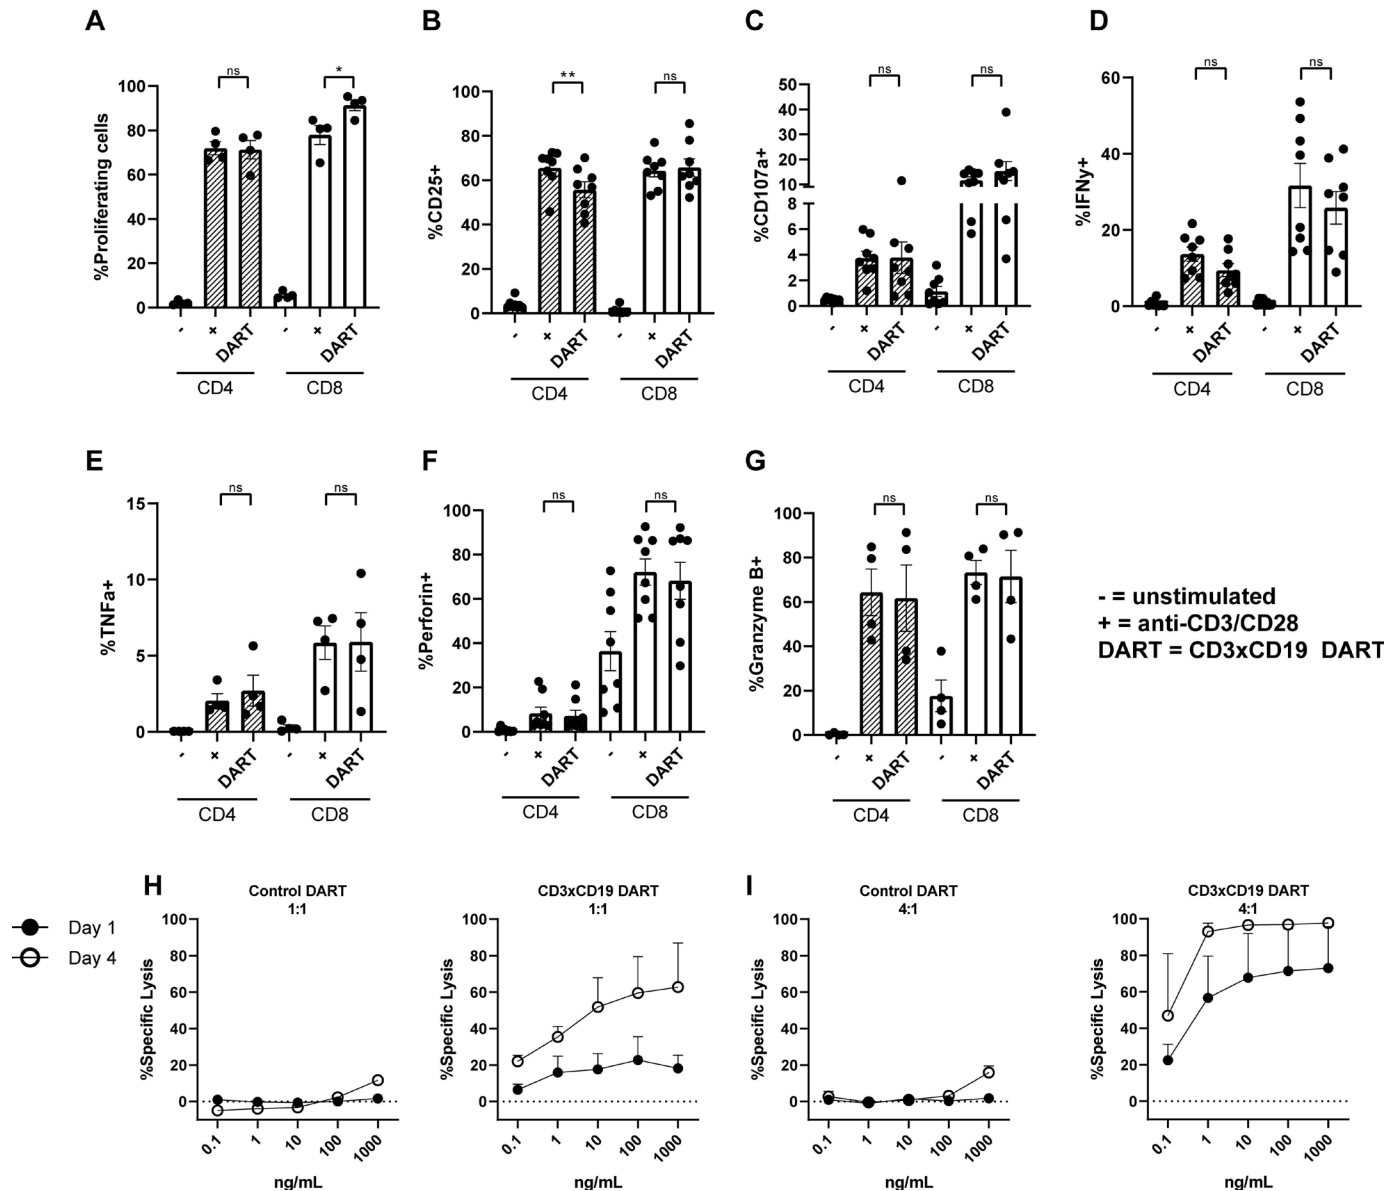 A
%Proliferating cells
100
80
60
40
20
0
ns
*
-
+
DART
-
+
DART
CD4
CD8
B
%CD25+
100
80
60
40
20
0
**
ns
-
+
DART
-
+
DART
CD4
CD8
C
%CD107a+
50
40
30
20
10
8
6
4
2
0
ns
ns
-
+
DART
-
+
DART
CD4
CD8
D
%IFNy+
60
40
20
0
ns
ns
-
+
DART
-
+
DART
CD4
CD8
E
%TNFa+
15
10
5
0
ns
ns
-
+
DART
-
+
DART
CD4
CD8
F
%Perforin+
100
80
60
40
20
0
ns
ns
-
+
DART
-
+
DART
CD4
CD8
G
%Granzyme B+
100
80
60
40
20
0
ns
ns
-
+
DART
-
+
DART
CD4
CD8
- = unstimulated
+ = anti-CD3/CD28
DART = CD3xCD19 DART
Day 1
Day 4
H
Control DART
1:1
%Specific Lysis
100
80
60
40
20
0
0.1
1
10
100
1000
ng/mL
CD3xCD19 DART
1:1
%Specific Lysis
100
80
60
40
20
0
0.1
1
10
100
1000
ng/mL
I
Control DART
4:1
%Specific Lysis
100
80
60
40
20
0
0.1
1
10
100
1000
ng/mL
CD3xCD19 DART
4:1
%Specific Lysis
100
80
60
40
20
0
0.1
1
10
100
1000
ng/mL